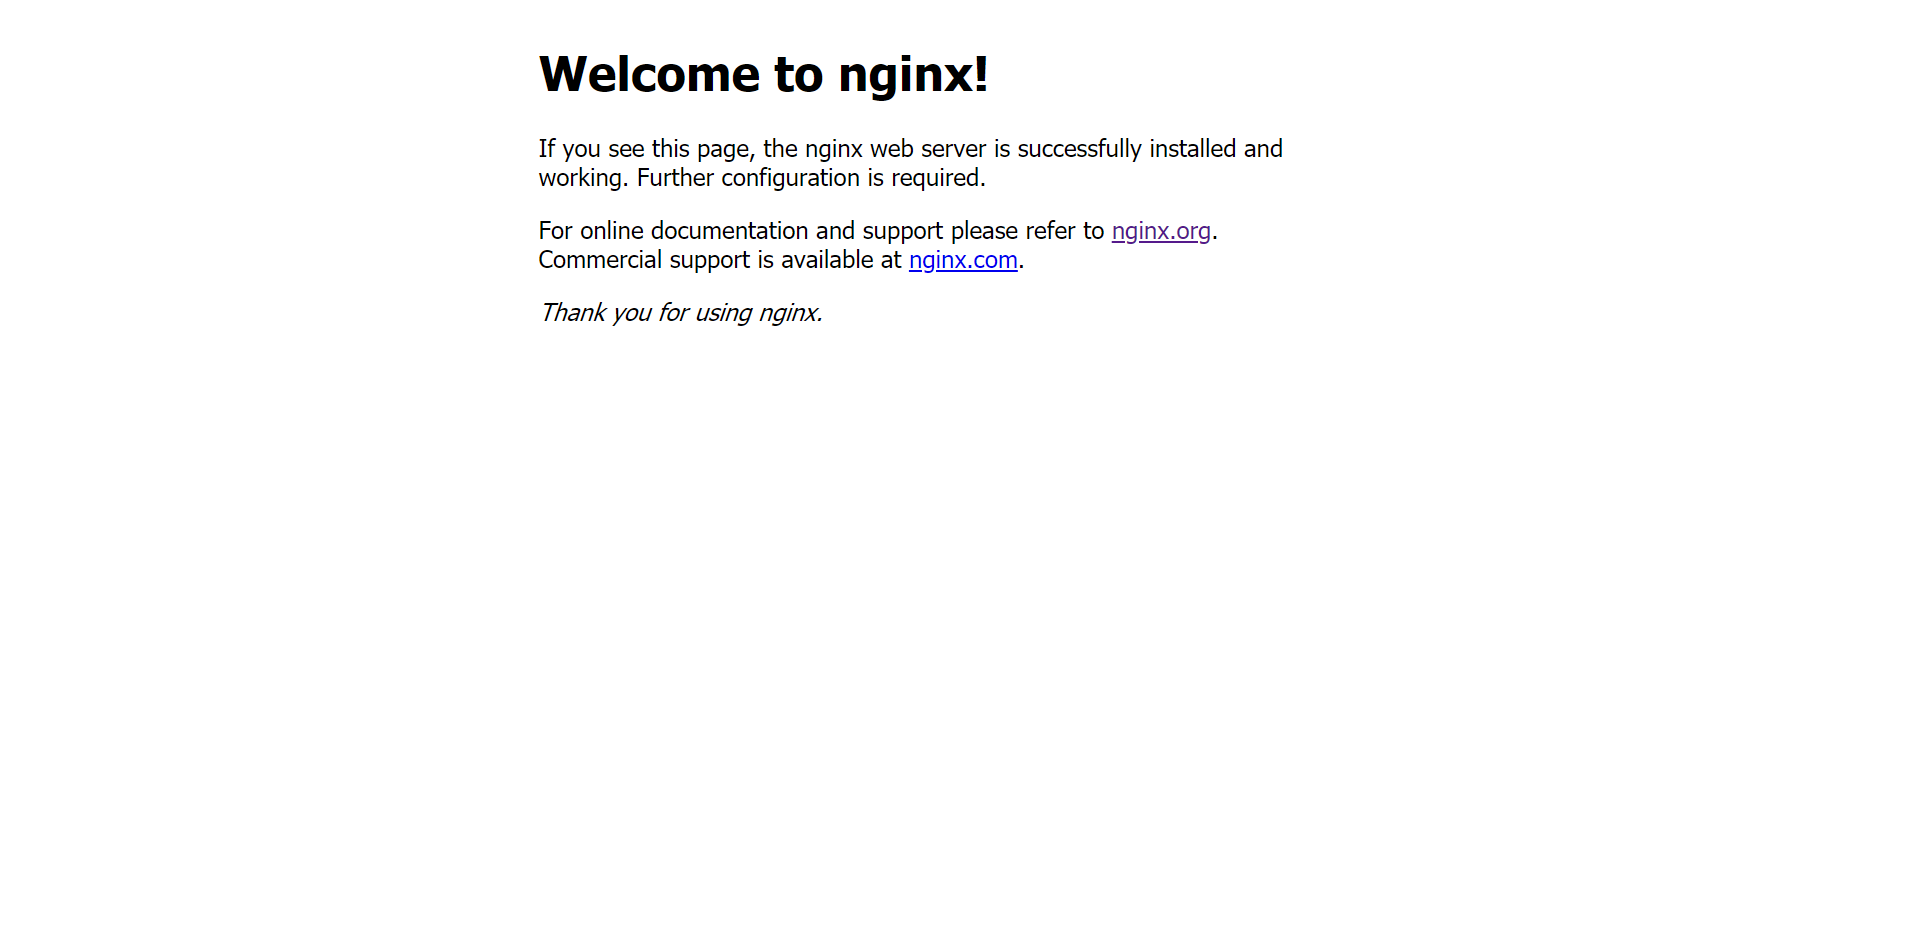 Welcome to nginx!
If you see this page, the nginx web server is successfully installed and
working. Further configuration is required.
For online documentation and support please refer to nginx.org.
Commercial support is available at nginx.com.
Thank you for using nginx.